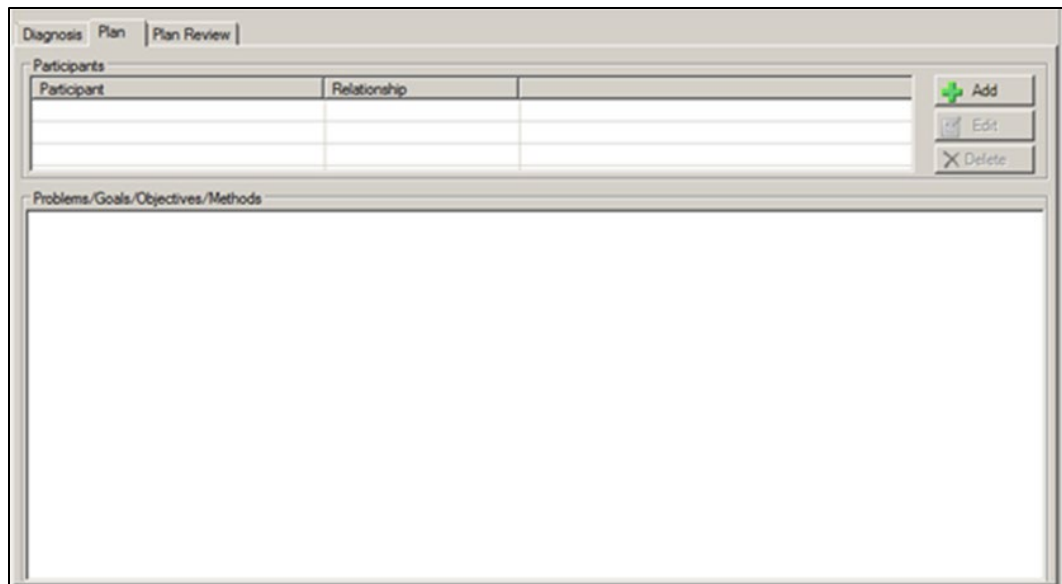 Diagnosis Plan Plan Review
Participants
Participant Relationship
Add
Edit
Delete
Problems/Goals/Objectives/Methods